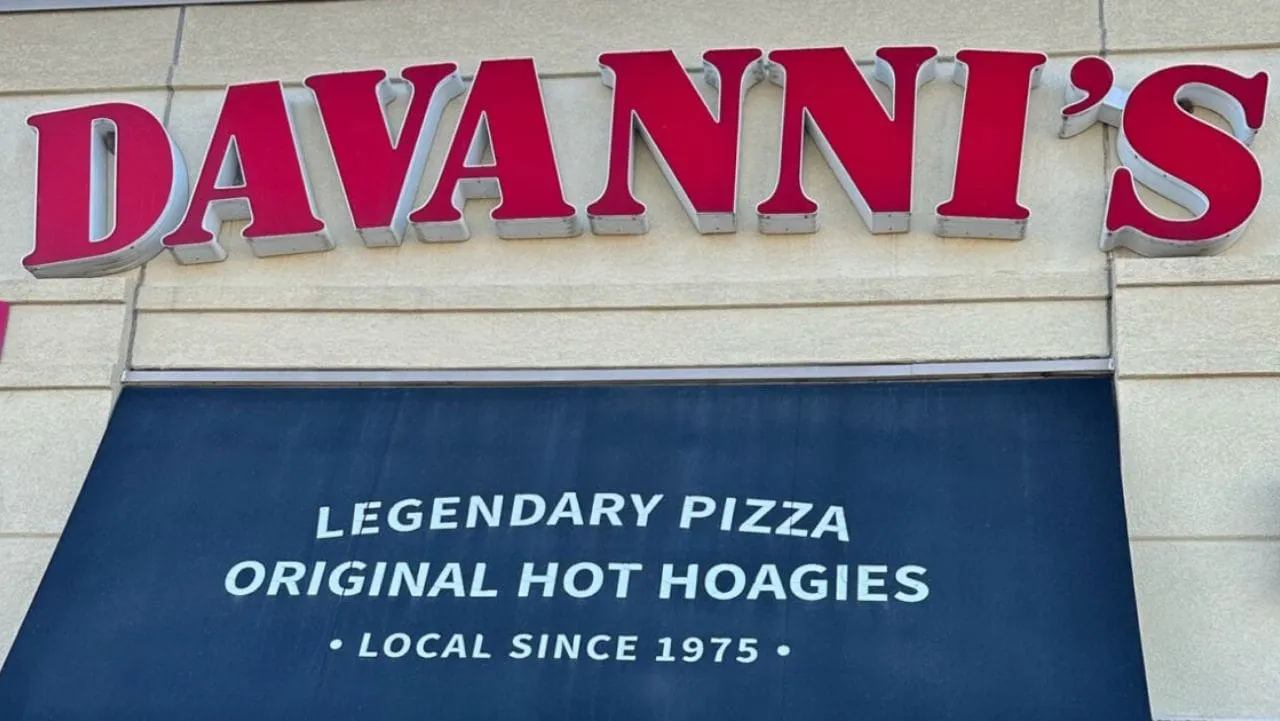 DAVANNI'S
LEGENDARY PIZZA
ORIGINAL HOT HOAGIES
• LOCAL SINCE 1975 •